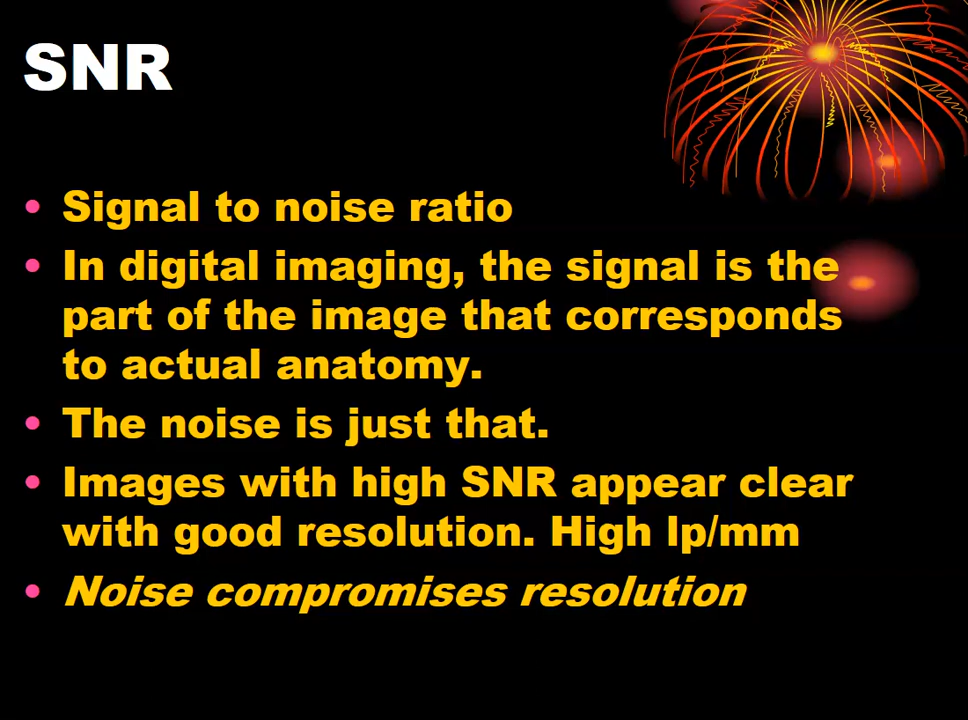 SNR
• Signal to noise ratio
• In digital imaging, the signal is the
part of the image that corresponds
to actual anatomy.
• The noise is just that.
• Images with high SNR appear clear
with good resolution. High lp/mm
• Noise compromises resolution